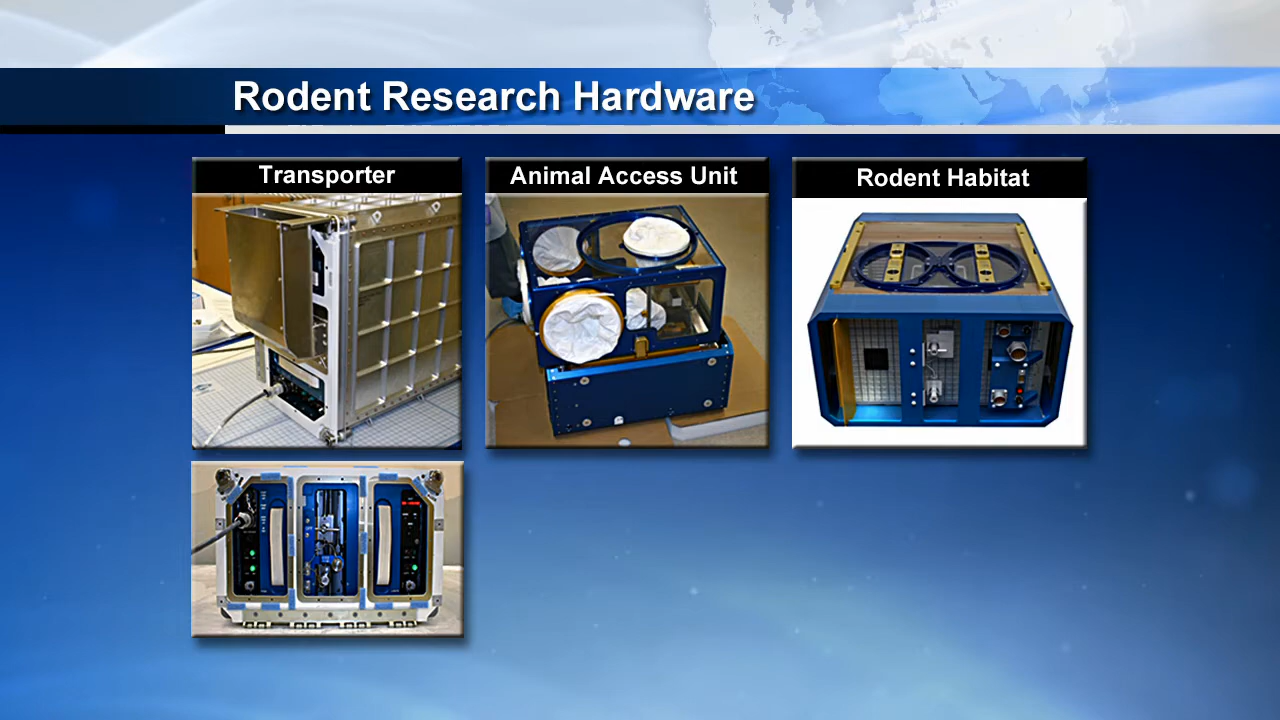 Rodent Research Hardware
Transporter
Animal Access Unit
Rodent Habitat